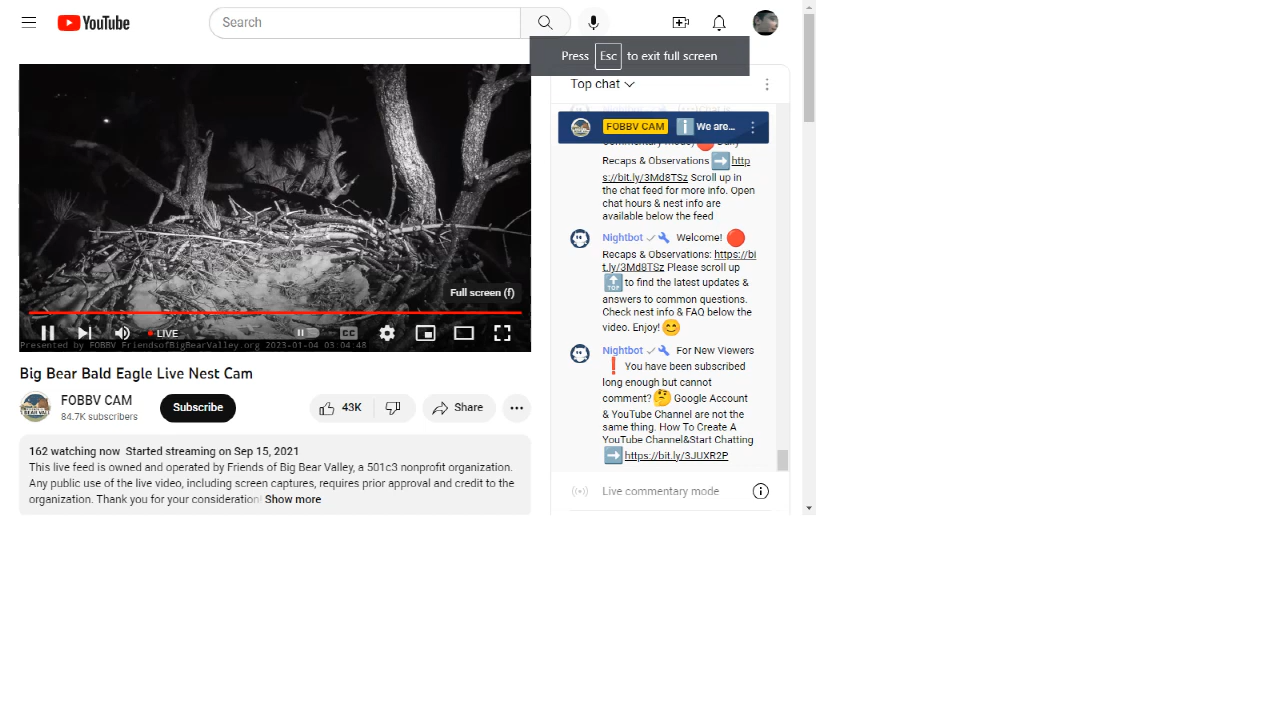 YouTube
Search
Press Esc to exit full screen
Top chat
FOBBV CAM We are...
Recaps & Observations http
s://bit.ly/3Md8TSz Scroll up in
the chat feed for more info. Open
chat hours & nest info are
available below the feed
Nightbot Welcome!
Recaps & Observations: https://bi
t.ly/3Md8TSz Please scroll up
TOP to find the latest updates &
answers to common questions.
Check nest info & FAQ below the
video. Enjoy!
Nightbot For New Viewers
You have been subscribed
long enough but cannot
comment? Google Account
& YouTube Channel are not the
same thing. How To Create A
YouTube Channel&Start Chatting
https://bit.ly/3JUXR2P
Live commentary mode
Full screen (f)
LIVE
CC
Presented by FOBBV FriendsofBigBearValley.org 2023-01-04 03:04:48
Big Bear Bald Eagle Live Nest Cam
FOBBV CAM
84.7K subscribers
Subscribe
43K
Share
162 watching now Started streaming on Sep 15, 2021
This live feed is owned and operated by Friends of Big Bear Valley, a 501c3 nonprofit organization.
Any public use of the live video, including screen captures, requires prior approval and credit to the
organization. Thank you for your consideration! Show more